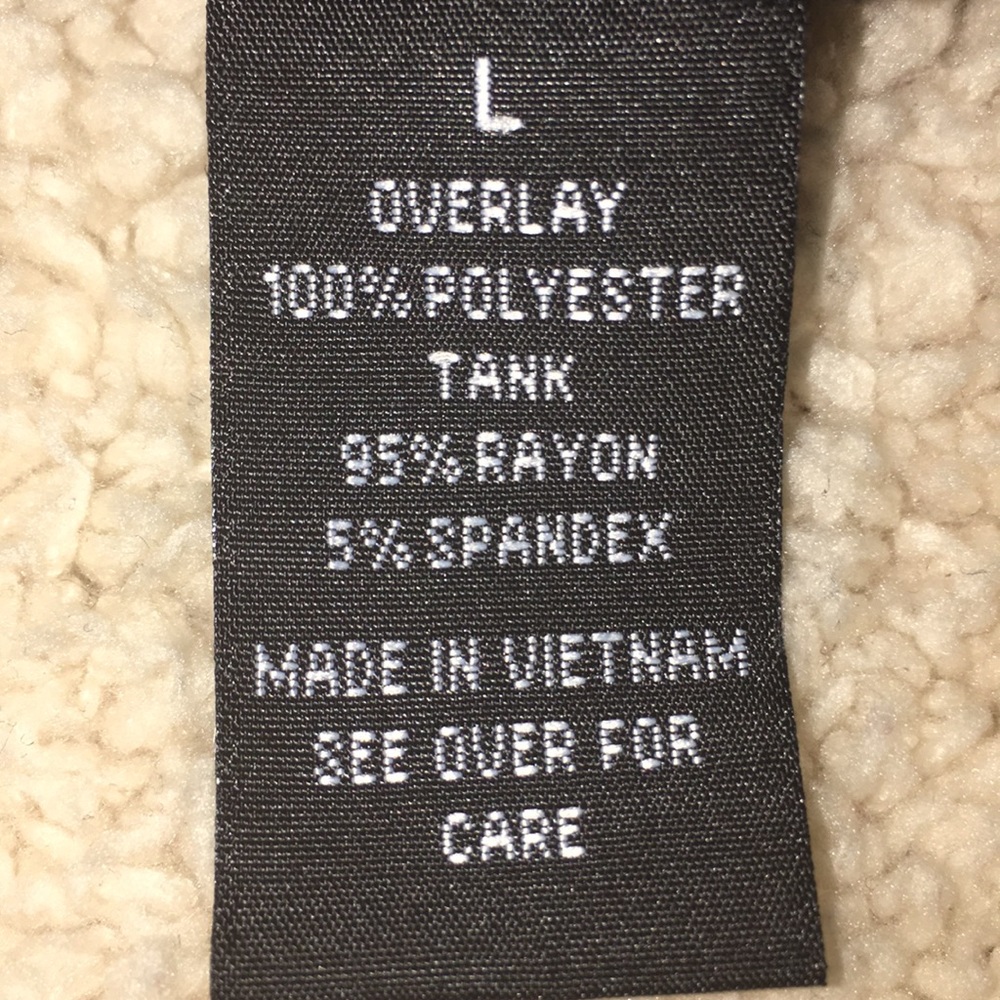 L
OVERLAY
100% POLYESTER
TANK
95% RAYON
5% SPANDEX
MADE IN VIETNAM
SEE OVER FOR
CARE